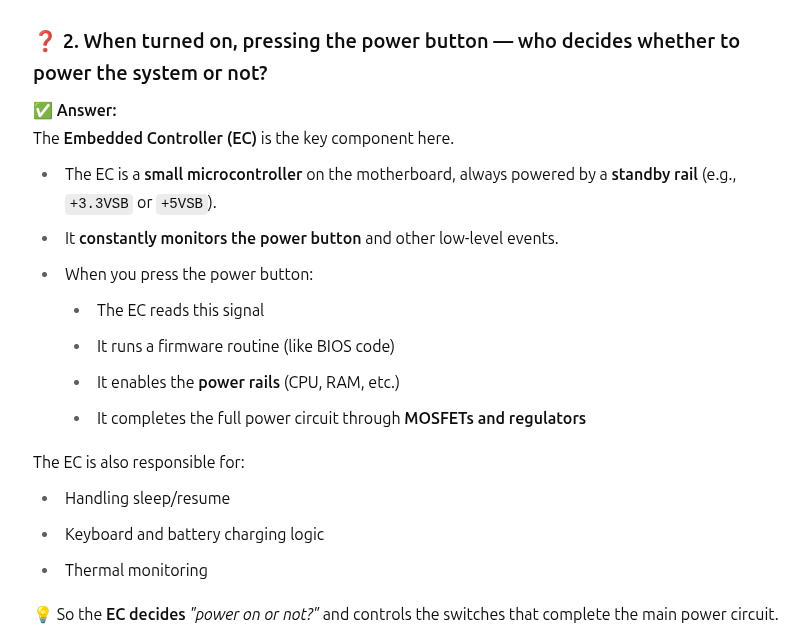 ❓ 2. When turned on, pressing the power button — who decides whether to
power the system or not?
✅ Answer:
The Embedded Controller (EC) is the key component here.
• The EC is a small microcontroller on the motherboard, always powered by a standby rail (e.g.,
+3.3VSB or +5VSB).
• It constantly monitors the power button and other low-level events.
• When you press the power button:
• The EC reads this signal
• It runs a firmware routine (like BIOS code)
• It enables the power rails (CPU, RAM, etc.)
• It completes the full power circuit through MOSFETs and regulators
The EC is also responsible for:
• Handling sleep/resume
• Keyboard and battery charging logic
• Thermal monitoring
💡 So the EC decides "power on or not?" and controls the switches that complete the main power circuit.